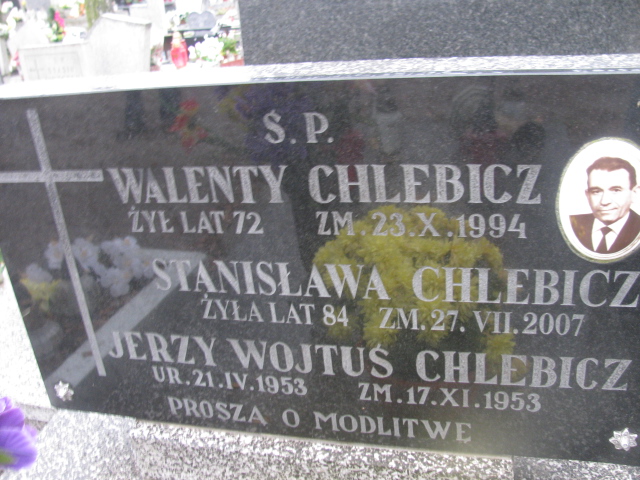 Ś.P.
WALENTY CHLEBICZ
ŻYŁ LAT 72 ZM. 23.X.1994
STANISŁAWA CHLEBICZ
ŻYŁA LAT 84 ZM. 27. VII. 2007
JERZY WOJTUŚ CHLEBICZ
UR. 21.IV.1953 ZM. 17.XI.1953
PROSZĄ O MODLITWĘ